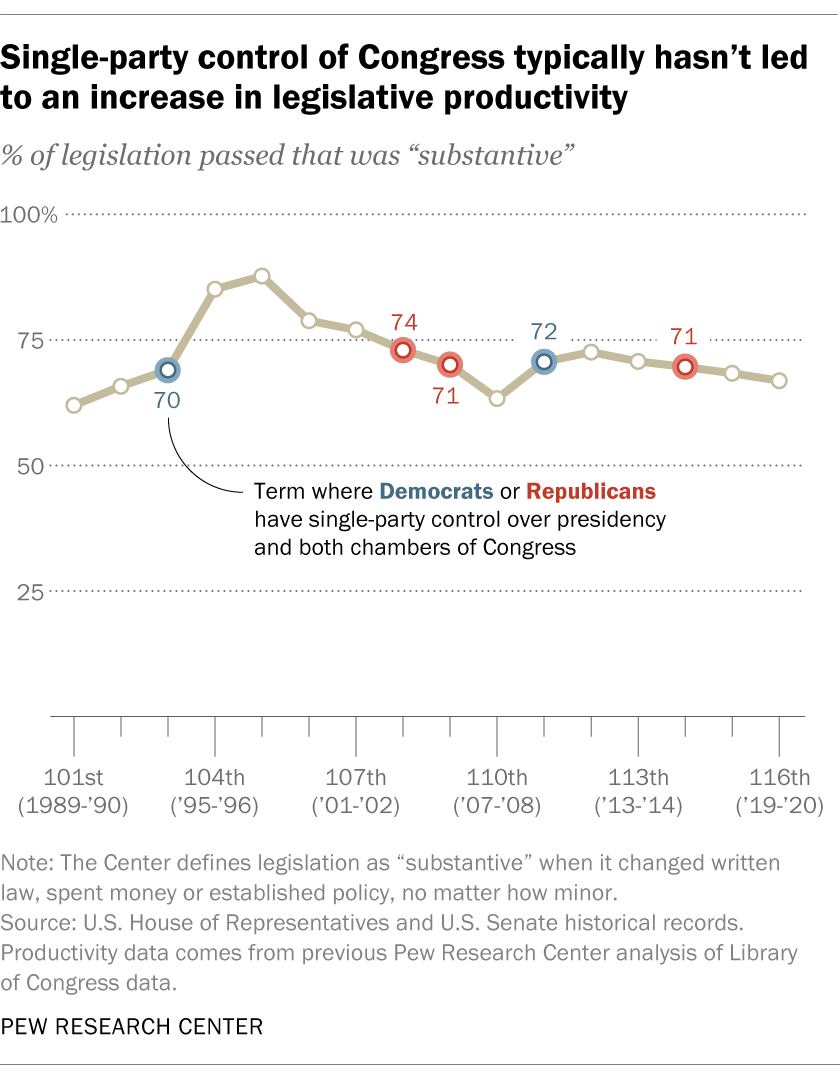 Single-party control of Congress typically hasn’t led
to an increase in legislative productivity
% of legislation passed that was “substantive”
100%
75
50
25
70
74
71
72
71
Term where Democrats or Republicans
have single-party control over presidency
and both chambers of Congress
101st
(1989-’90)
104th
(’95-’96)
107th
(’01-’02)
110th
(’07-’08)
113th
(’13-’14)
116th
(’19-’20)
Note: The Center defines legislation as “substantive” when it changed written
law, spent money or established policy, no matter how minor.
Source: U.S. House of Representatives and U.S. Senate historical records.
Productivity data comes from previous Pew Research Center analysis of Library
of Congress data.
PEW RESEARCH CENTER